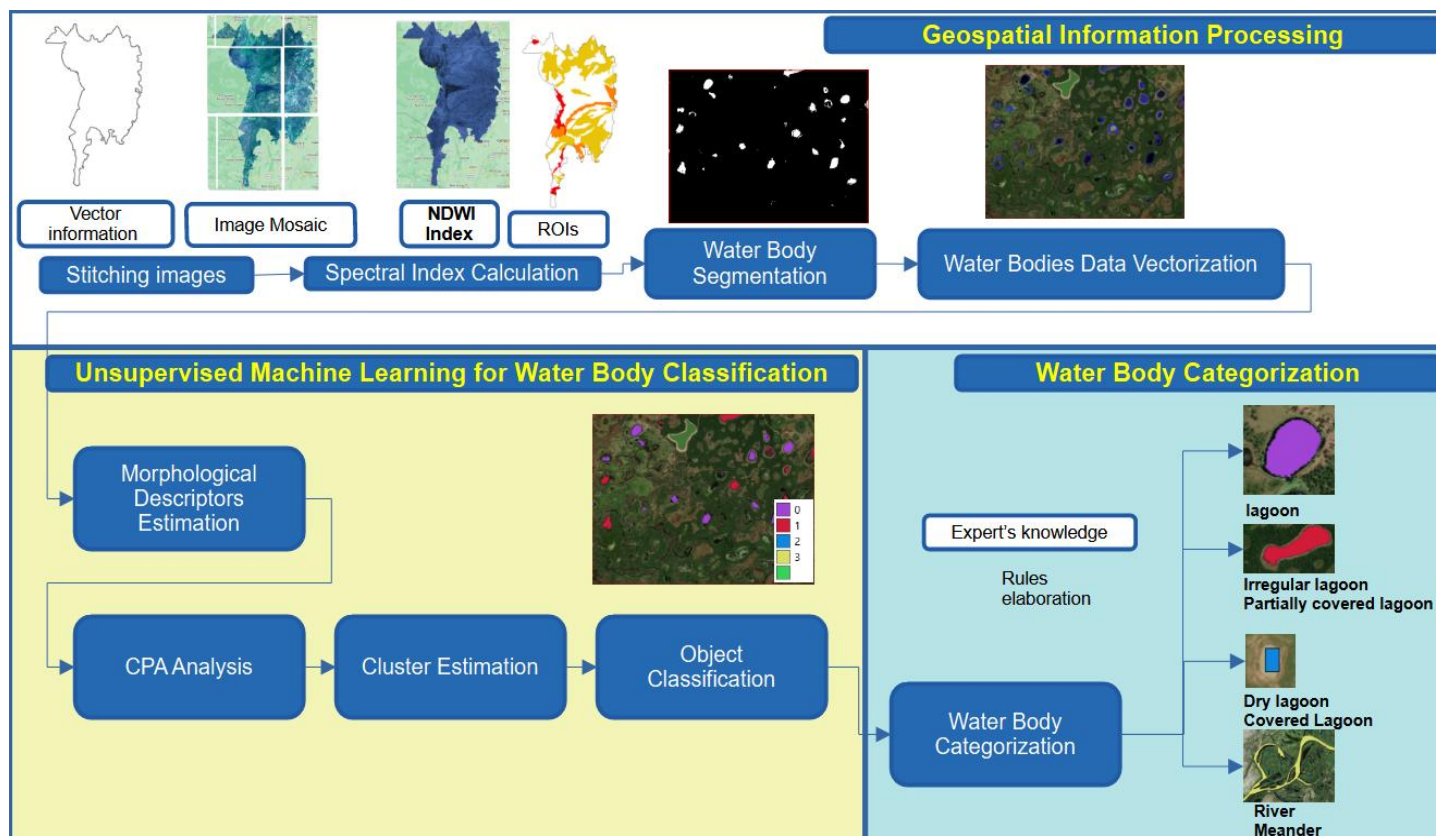 Geospatial Information Processing
Vector
information
Image Mosaic
NDWI
Index
ROIs
Stitching images
Spectral Index Calculation
Water Body
Segmentation
Water Bodies Data Vectorization
Unsupervised Machine Learning for Water Body Classification
Morphological
Descriptors
Estimation
0
1
2
3
CPA Analysis
Cluster Estimation
Object
Classification
Water Body Categorization
Expert's knowledge
Rules
elaboration
Water Body
Categorization
lagoon
Irregular lagoon
Partially covered lagoon
Dry lagoon
Covered Lagoon
River
Meander